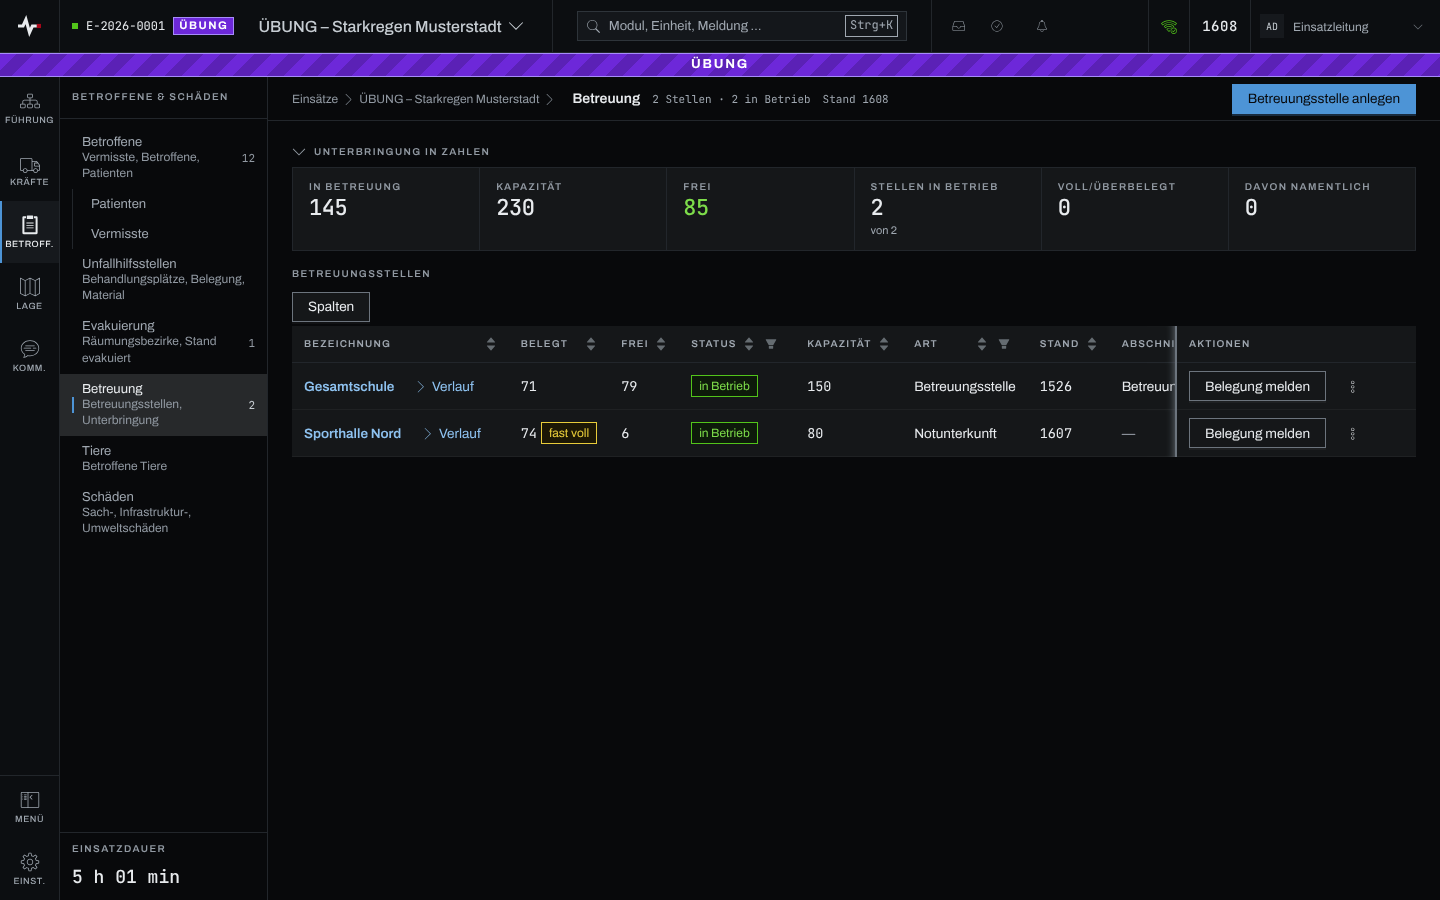 E-2026-0001 ÜBUNG
ÜBUNG – Starkregen Musterstadt
Modul, Einheit, Meldung ... Strg+K
1608
AD Einsatzleitung
ÜBUNG
FÜHRUNG
KRÄFTE
BETROFF.
LAGE
KOMM.
MENÜ
EINST.
BETROFFENE & SCHÄDEN
Betroffene
Vermisste, Betroffene,
Patienten
12
Patienten
Vermisste
Unfallhilfsstellen
Behandlungsplätze, Belegung,
Material
Evakuierung
Räumungsbezirke, Stand
evakuiert
1
Betreuung
Betreuungsstellen,
Unterbringung
2
Tiere
Betroffene Tiere
Schäden
Sach-, Infrastruktur-,
Umweltschäden
EINSATZDAUER
5 h 01 min
Einsätze ÜBUNG – Starkregen Musterstadt Betreuung 2 Stellen · 2 in Betrieb Stand 1608
Betreuungsstelle anlegen
UNTERBRINGUNG IN ZAHLEN
IN BETREUUNG
145
KAPAZITÄT
230
FREI
85
STELLEN IN BETRIEB
2
von 2
VOLL/ÜBERBELEGT
0
DAVON NAMENTLICH
0
BETREUUNGSSTELLEN
Spalten
BEZEICHNUNG BELEGT FREI STATUS KAPAZITÄT ART STAND ABSCHNI AKTIONEN
Gesamtschule Verlauf 71 79 in Betrieb 150 Betreuungsstelle 1526 Betreuun Belegung melden
Sporthalle Nord Verlauf 74 fast voll 6 in Betrieb 80 Notunterkunft 1607 — Belegung melden